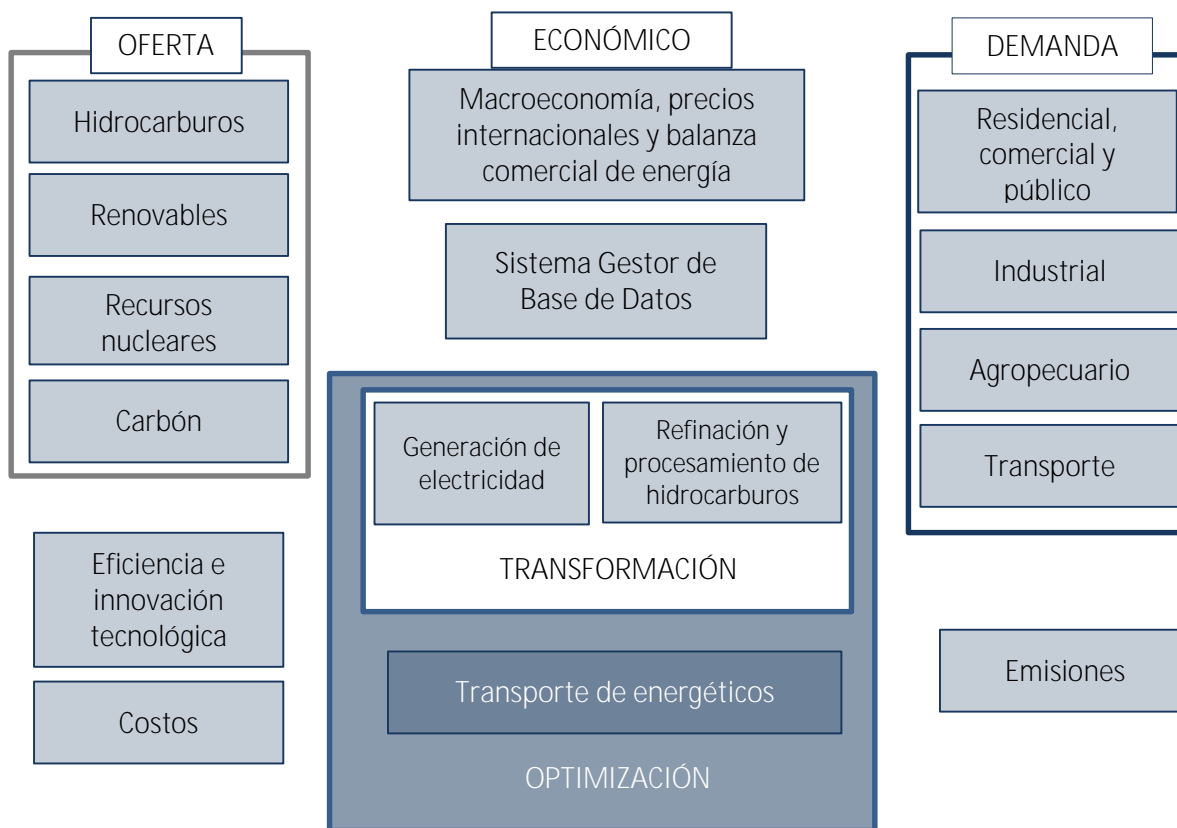 OFERTA
Hidrocarburos
Renovables
Recursos
nucleares
Carbón
Eficiencia e
innovación
tecnológica
Costos
ECONÓMICO
Macroeconomía, precios
internacionales y balanza
comercial de energía
Sistema Gestor de
Base de Datos
Generación de
electricidad
Refinación y
procesamiento de
hidrocarburos
TRANSFORMACIÓN
Transporte de energéticos
OPTIMIZACIÓN
DEMANDA
Residencial,
comercial y
público
Industrial
Agropecuario
Transporte
Emisiones